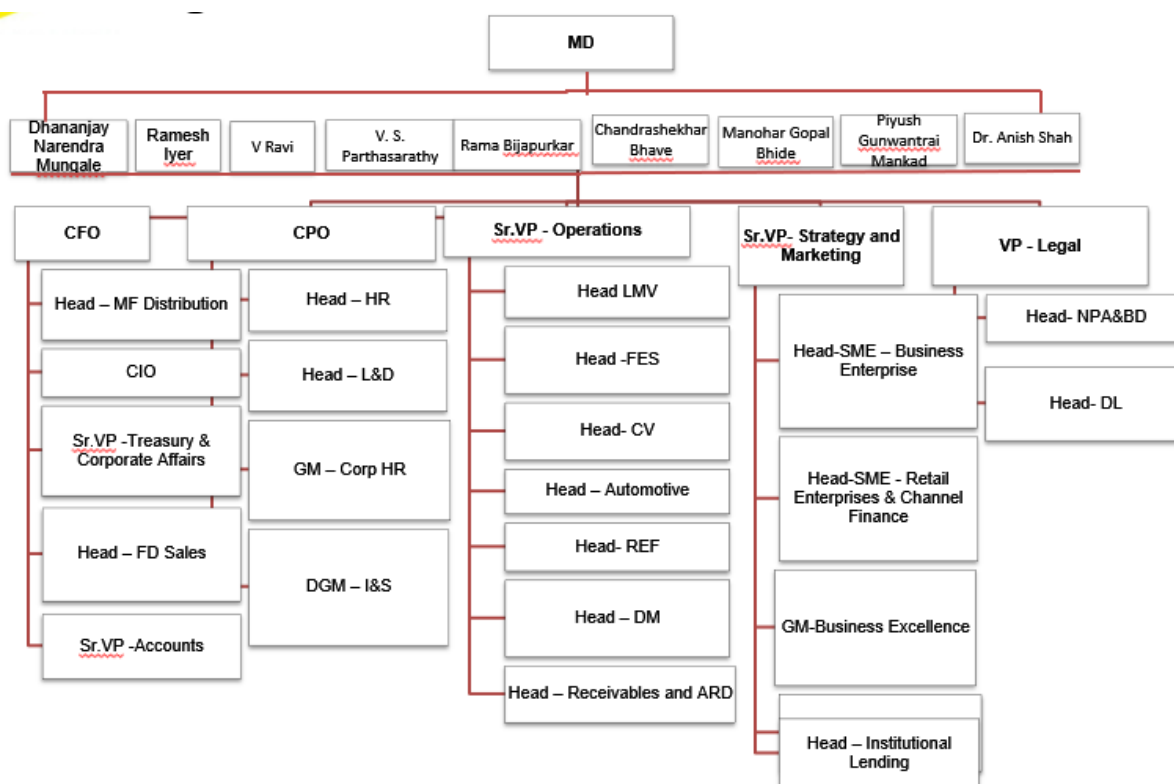 MD
Dhananjay
Narendra
Mungale
Ramesh
Iyer
V Ravi
V. S.
Parthasarathy
Rama Bijapurkar
Chandrashekhar
Bhave
Manohar Gopal
Bhide
Piyush
Gunwantrai
Mankad
Dr. Anish Shah
CFO
Head – MF Distribution
CIO
Sr.VP -Treasury &
Corporate Affairs
Head – FD Sales
Sr.VP -Accounts
CPO
Head – HR
Head – L&D
GM – Corp HR
DGM – I&S
Sr.VP - Operations
Head LMV
Head -FES
Head- CV
Head – Automotive
Head- REF
Head – DM
Head – Receivables and ARD
Sr.VP- Strategy and
Marketing
Head-SME – Business
Enterprise
Head-SME - Retail
Enterprises & Channel
Finance
GM-Business Excellence
Head – Institutional
Lending
VP - Legal
Head- NPA&BD
Head- DL